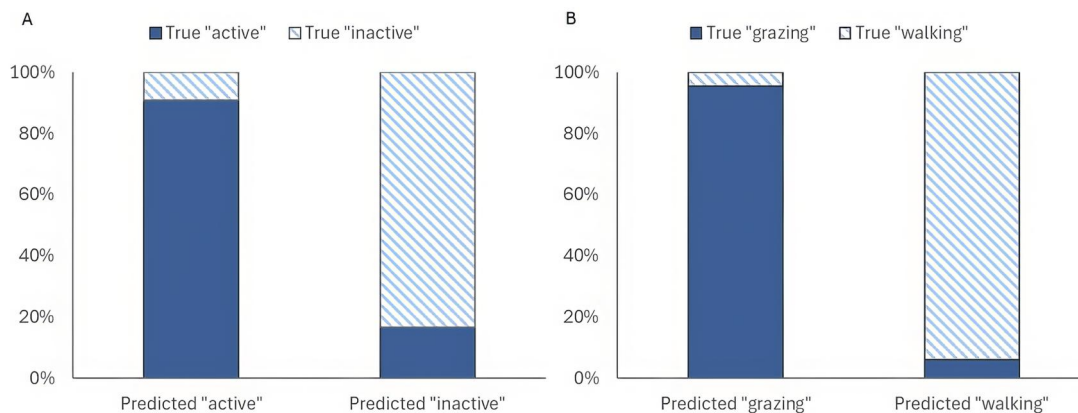 A
True "active" True "inactive"
100%
80%
60%
40%
20%
0%
Predicted "active" Predicted "inactive"
B
True "grazing" True "walking"
100%
80%
60%
40%
20%
0%
Predicted "grazing" Predicted "walking"